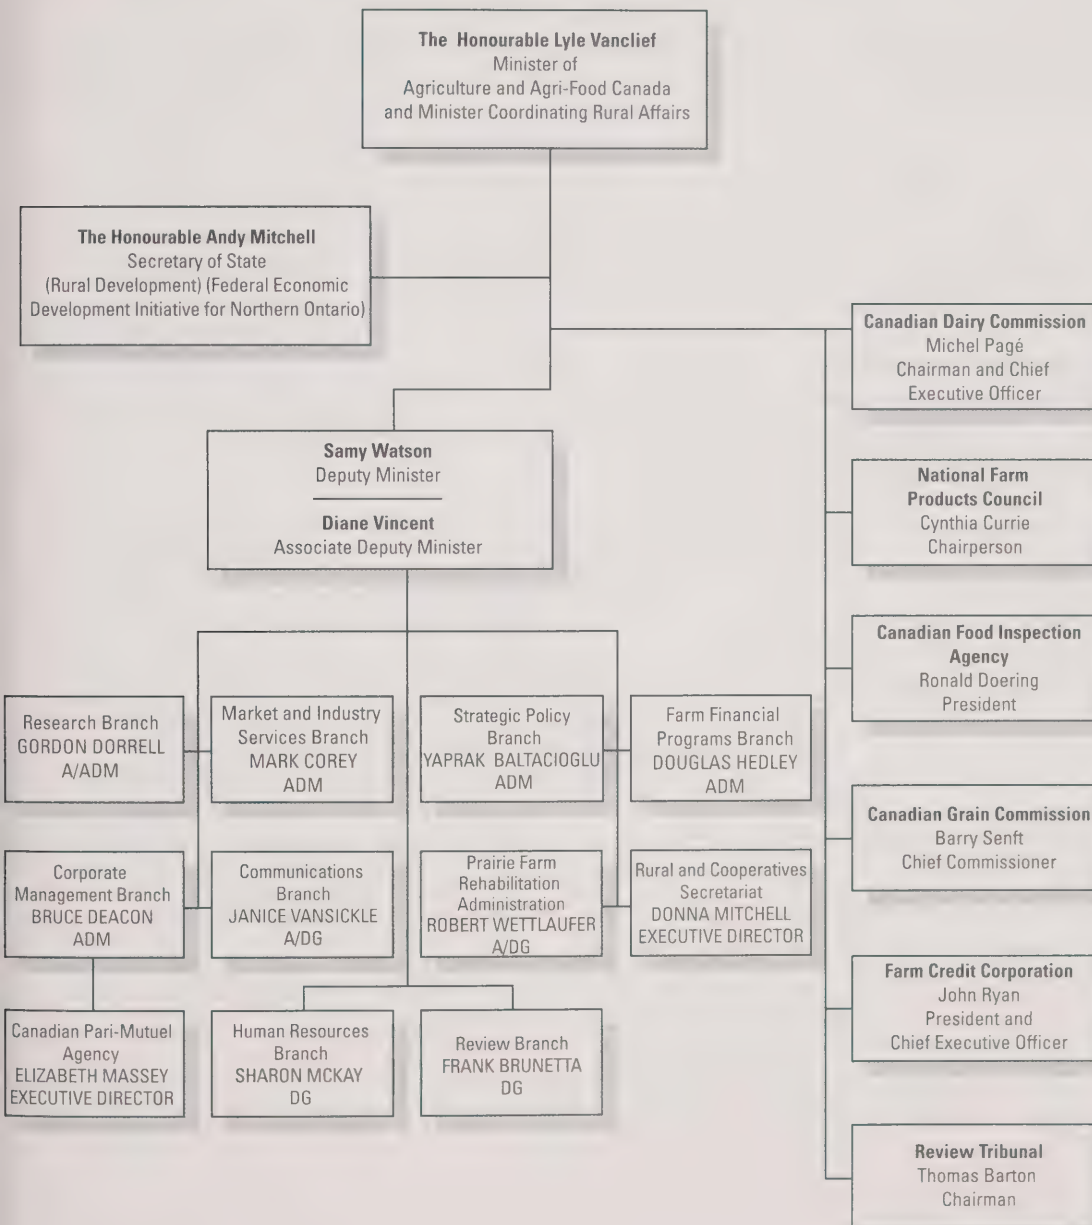 The Honourable Lyle Vanclief
Minister of
Agriculture and Agri-Food Canada
and Minister Coordinating Rural Affairs
The Honourable Andy Mitchell
Secretary of State
(Rural Development) (Federal Economic
Development Initiative for Northern Ontario)
Samy Watson
Deputy Minister
Diane Vincent
Associate Deputy Minister
Canadian Dairy Commission
Michel Pagé
Chairman and Chief
Executive Officer
National Farm
Products Council
Cynthia Currie
Chairperson
Canadian Food Inspection
Agency
Ronald Doering
President
Canadian Grain Commission
Barry Senft
Chief Commissioner
Farm Credit Corporation
John Ryan
President and
Chief Executive Officer
Review Tribunal
Thomas Barton
Chairman
Research Branch
GORDON DORRELL
A/ADM
Market and Industry
Services Branch
MARK COREY
ADM
Strategic Policy
Branch
YAPRAK BALTACIOGLU
ADM
Farm Financial
Programs Branch
DOUGLAS HEDLEY
ADM
Corporate
Management Branch
BRUCE DEACON
ADM
Communications
Branch
JANICE VANSICKLE
A/DG
Prairie Farm
Rehabilitation
Administration
ROBERT WETTLAUFER
A/DG
Rural and Cooperatives
Secretariat
DONNA MITCHELL
EXECUTIVE DIRECTOR
Canadian Pari-Mutuel
Agency
ELIZABETH MASSEY
EXECUTIVE DIRECTOR
Human Resources
Branch
SHARON MCKAY
DG
Review Branch
FRANK BRUNETTA
DG